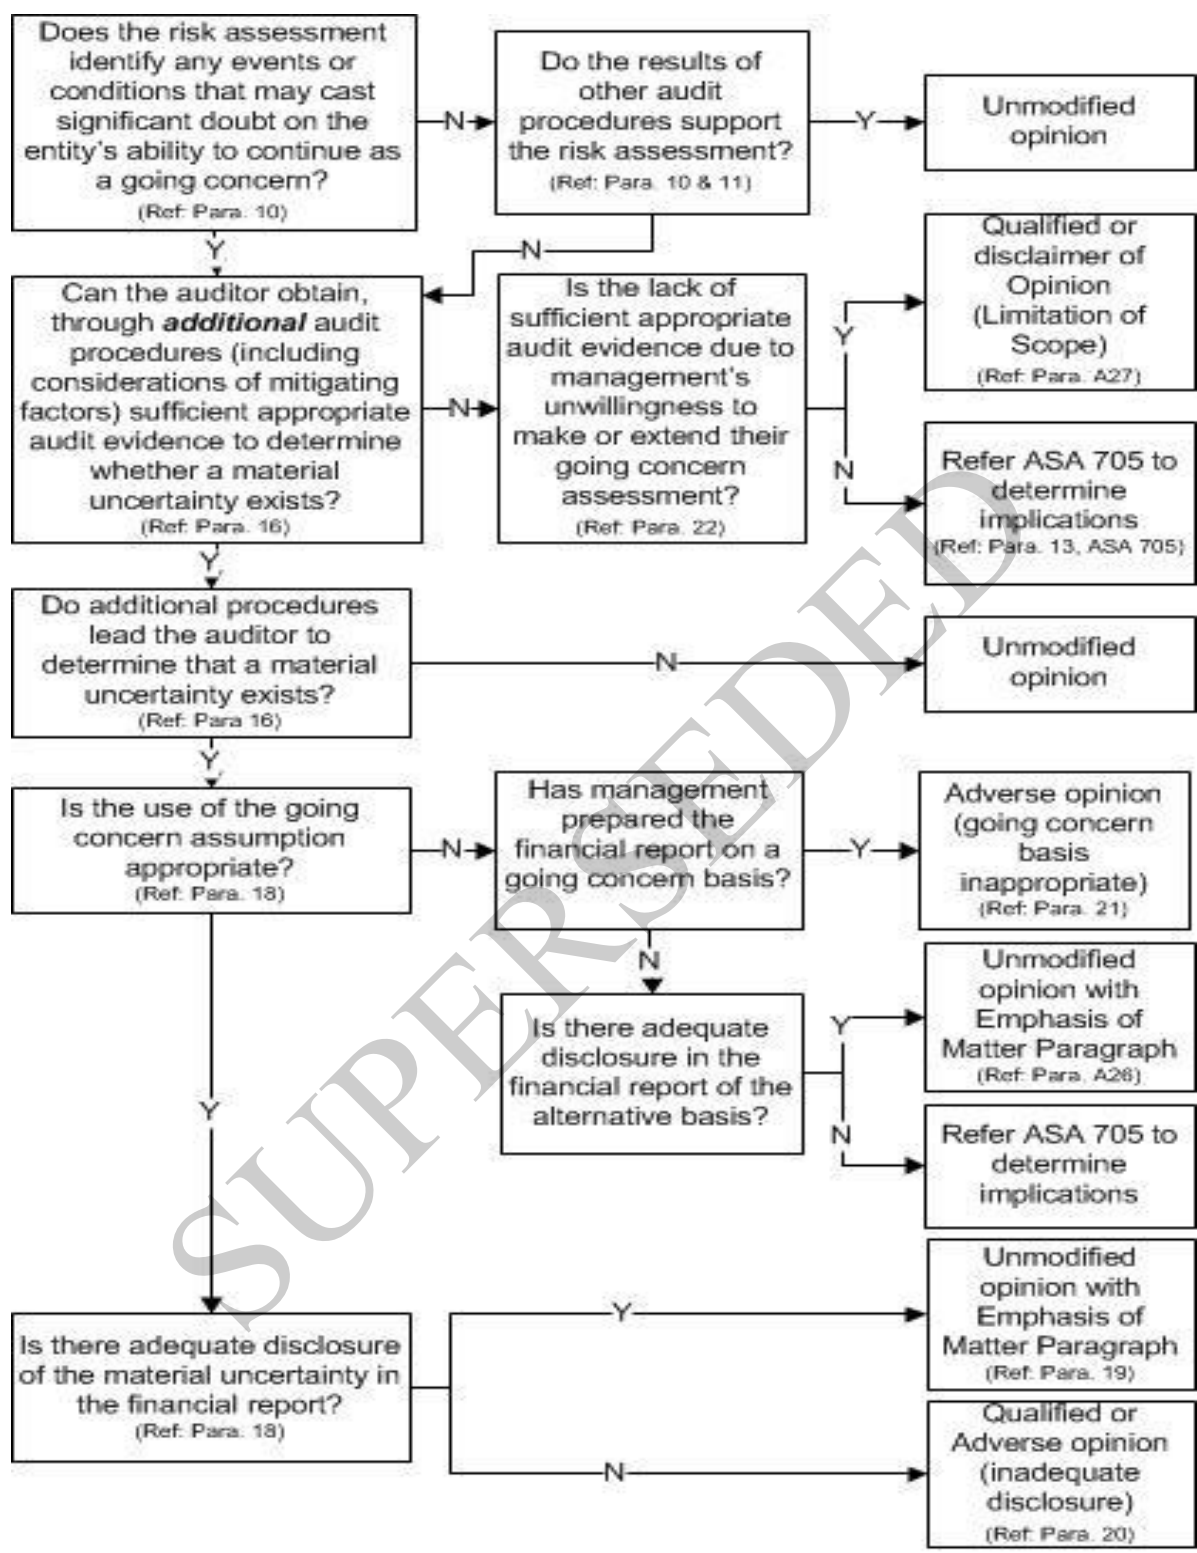 Does the risk assessment
identify any events or
conditions that may cast
significant doubt on the
entity's ability to continue as
a going concern?
(Ref: Para. 10)
N
Do the results of
other audit
procedures support
the risk assessment?
(Ref: Para. 10 & 11)
Y
Unmodified
opinion
Y
N
Can the auditor obtain,
through additional audit
procedures (including
considerations of mitigating
factors) sufficient appropriate
audit evidence to determine
whether a material
uncertainty exists?
(Ref: Para. 16)
N
Is the lack of
sufficient appropriate
audit evidence due to
management's
unwillingness to
make or extend their
going concern
assessment?
(Ref: Para. 22)
Y
Qualified or
disclaimer of
Opinion
(Limitation of
Scope)
(Ref: Para. A27)
N
Refer ASA 705 to
determine
implications
(Ref: Para. 13, ASA 705)
Y
Do additional procedures
lead the auditor to
determine that a material
uncertainty exists?
(Ref: Para 16)
N
Unmodified
opinion
Y
Is the use of the going
concern assumption
appropriate?
(Ref: Para. 18)
N
Has management
prepared the
financial report on a
going concern basis?
Y
Adverse opinion
(going concern
basis
inappropriate)
(Ref: Para. 21)
N
Is there adequate
disclosure in the
financial report of the
alternative basis?
Y
Unmodified
opinion with
Emphasis of
Matter Paragraph
(Ref: Para. A26)
N
Refer ASA 705 to
determine
implications
Y
Is there adequate disclosure
of the material uncertainty in
the financial report?
(Ref: Para. 18)
Y
Unmodified
opinion with
Emphasis of
Matter Paragraph
(Ref: Para. 19)
N
Qualified or
Adverse opinion
(inadequate
disclosure)
(Ref: Para. 20)
SUPERSEDED